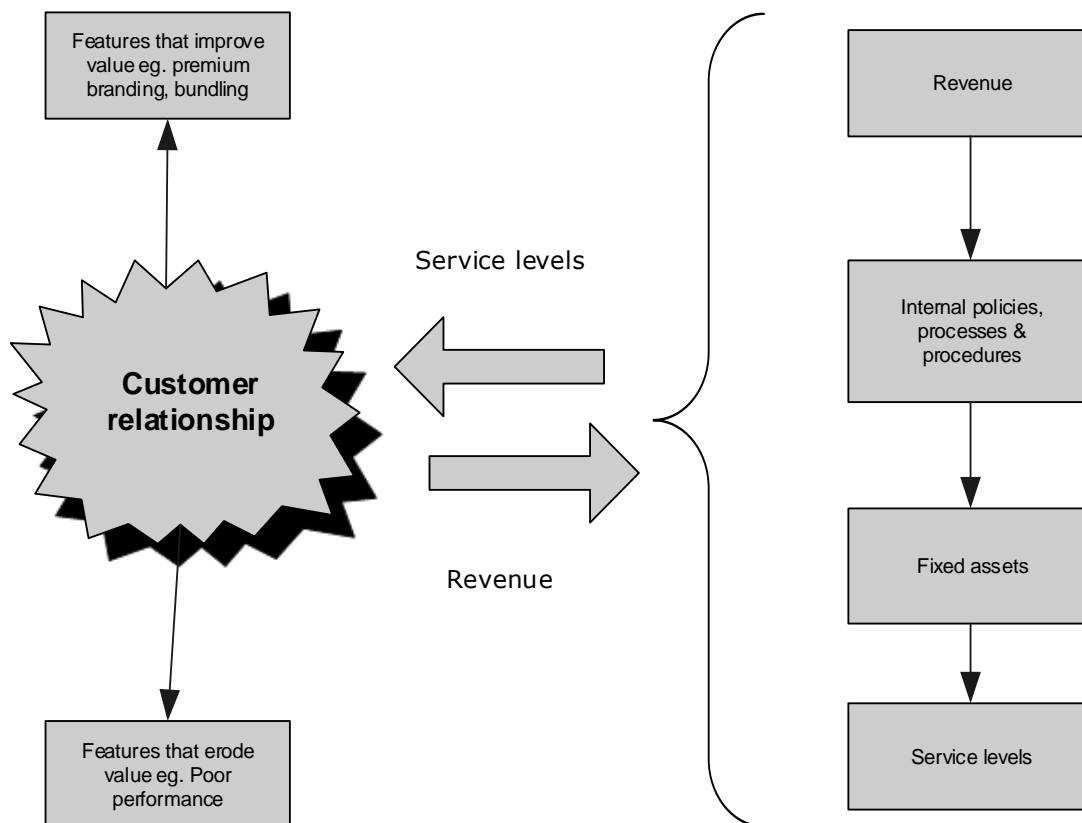 Features that improve
value eg. premium
branding, bundling
Customer
relationship
Features that erode
value eg. Poor
performance
Service levels
Revenue
Revenue
Internal policies,
processes &
procedures
Fixed assets
Service levels